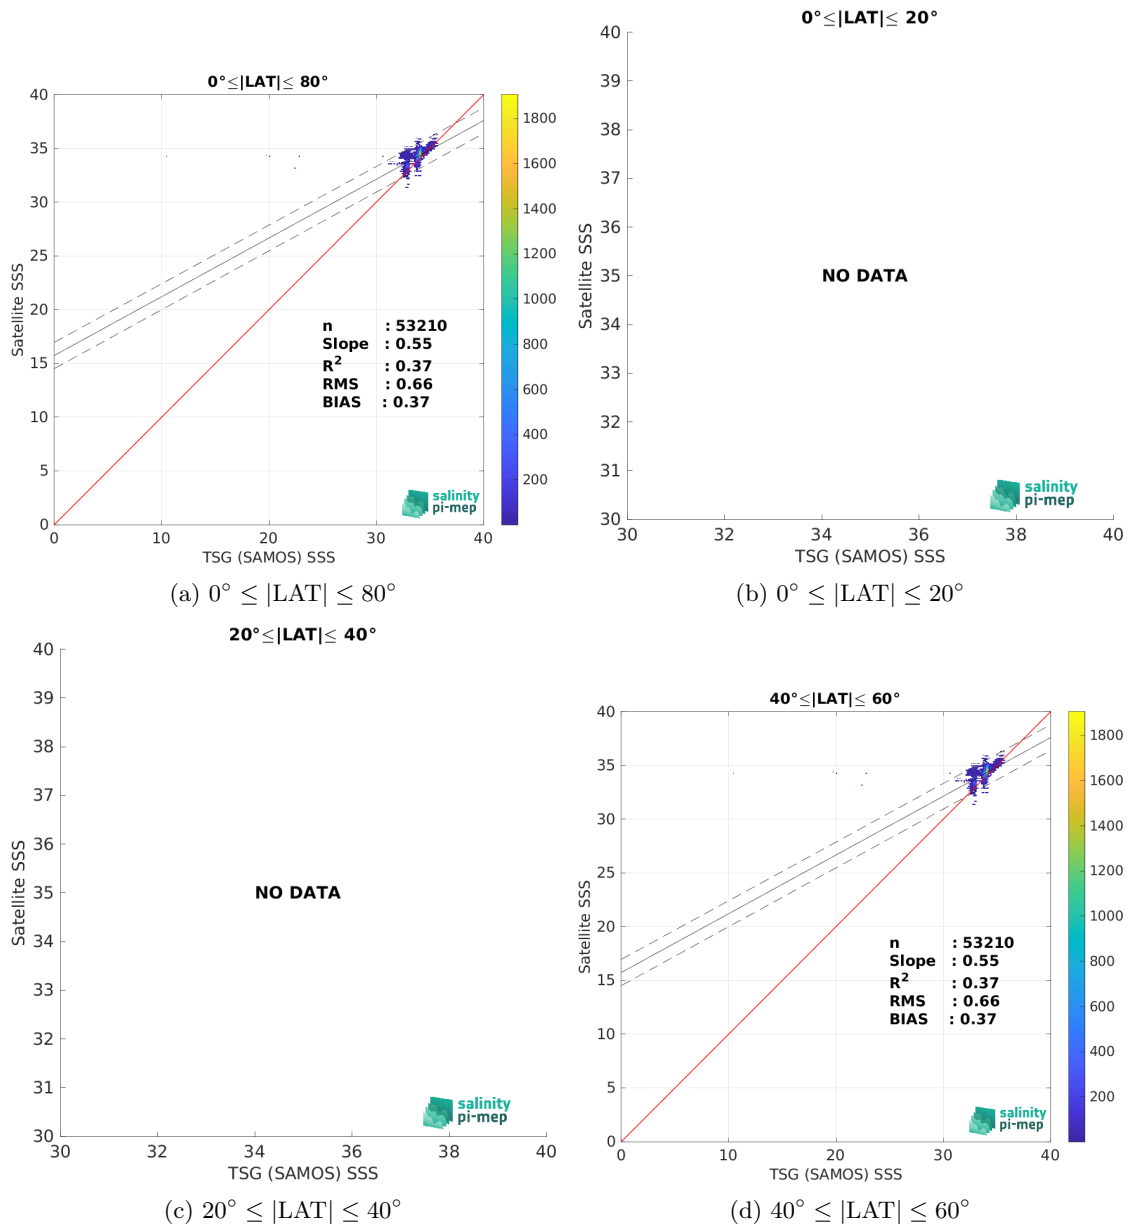 0°≤|LAT|≤ 80°
40
35
30
25
20
15
10
5
0
Satellite SSS
0
10
20
30
40
TSG (SAMOS) SSS
n : 53210
Slope : 0.55
R2 : 0.37
RMS : 0.66
BIAS : 0.37
salinity
pi-mep
1800
1600
1400
1200
1000
800
600
400
200
(a) 0° ≤ |LAT| ≤ 80°
0°≤|LAT|≤ 20°
40
39
38
37
36
35
34
33
32
31
30
Satellite SSS
NO DATA
30
32
34
36
38
40
TSG (SAMOS) SSS
salinity
pi-mep
(b) 0° ≤ |LAT| ≤ 20°
20°≤|LAT|≤ 40°
40
39
38
37
36
35
34
33
32
31
30
Satellite SSS
NO DATA
30
32
34
36
38
40
TSG (SAMOS) SSS
salinity
pi-mep
(c) 20° ≤ |LAT| ≤ 40°
40°≤|LAT|≤ 60°
40
35
30
25
20
15
10
5
0
Satellite SSS
0
10
20
30
40
TSG (SAMOS) SSS
n : 53210
Slope : 0.55
R2 : 0.37
RMS : 0.66
BIAS : 0.37
salinity
pi-mep
1800
1600
1400
1200
1000
800
600
400
200
(d) 40° ≤ |LAT| ≤ 60°